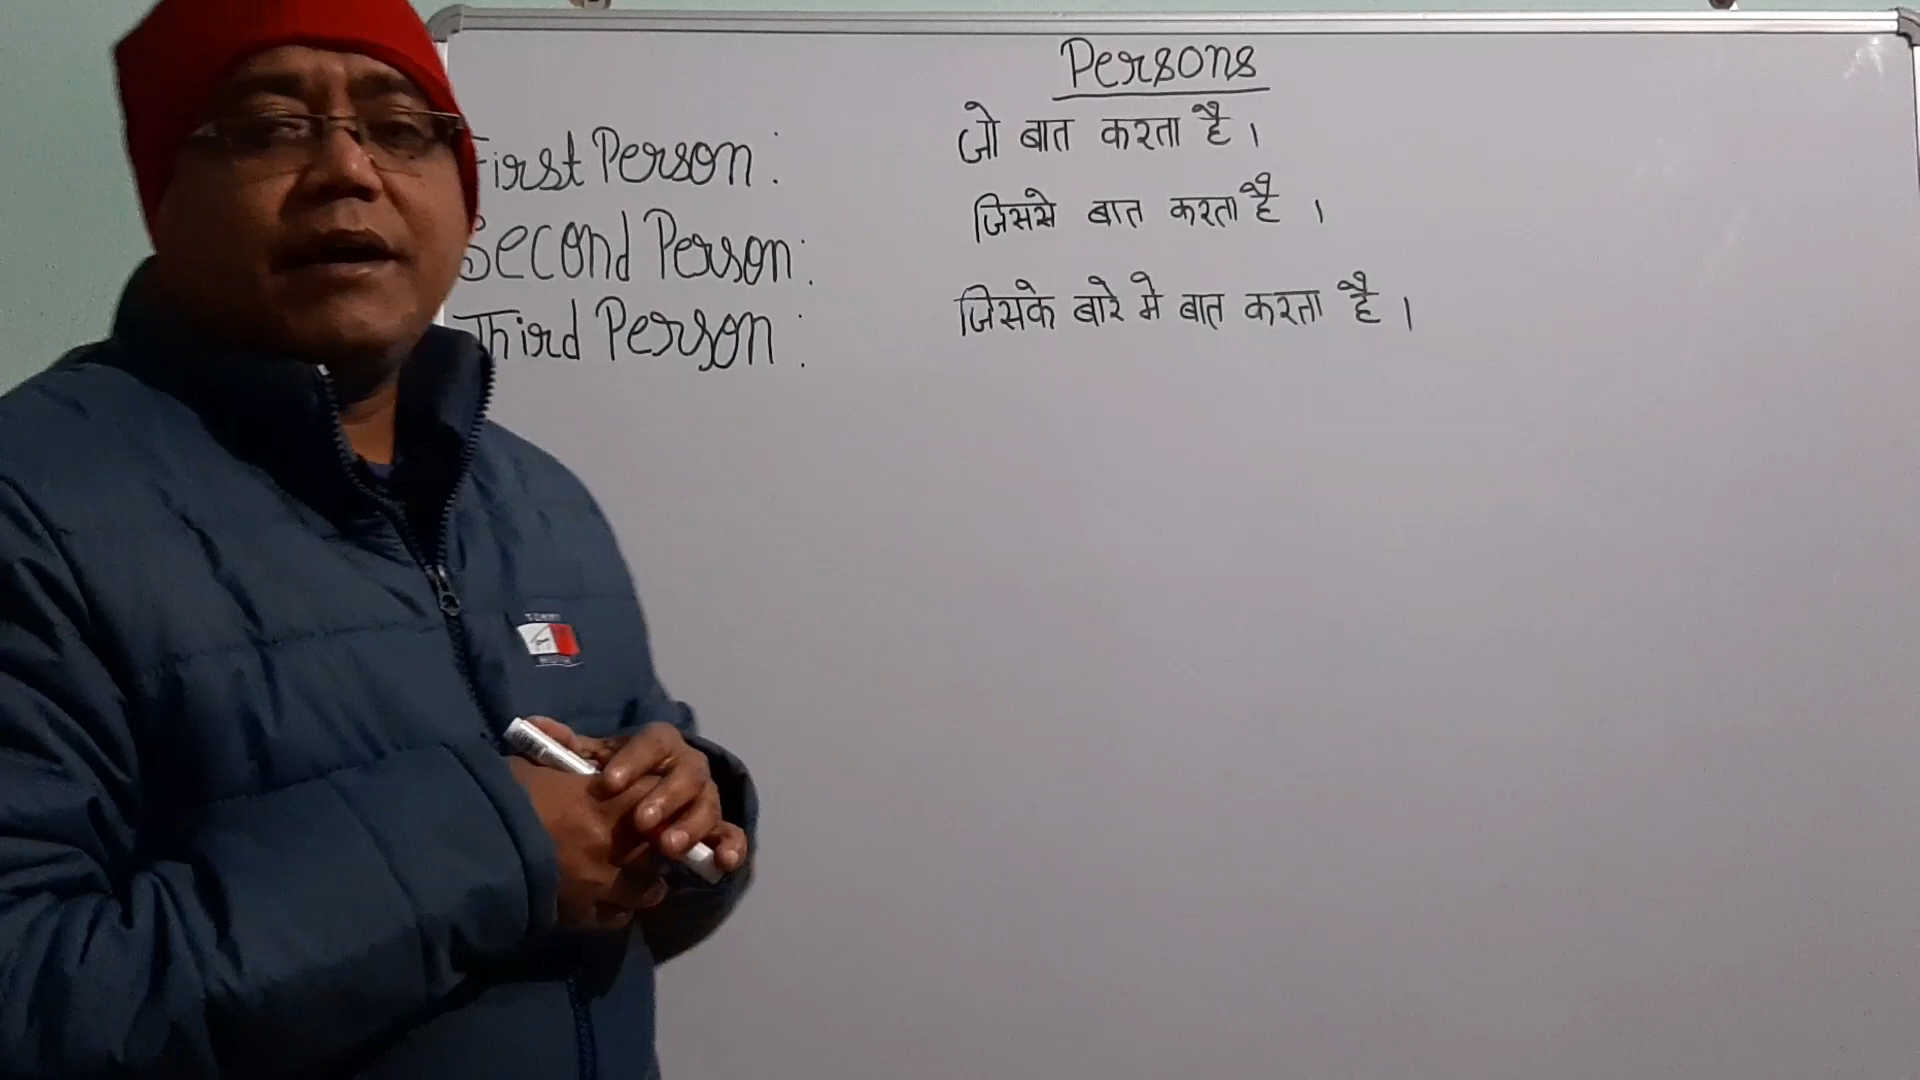 Persons
First Person : जो बात करता है ।
Second Person : जिससे बात करता है ।
Third Person : जिसके बारे मे बात करता है ।